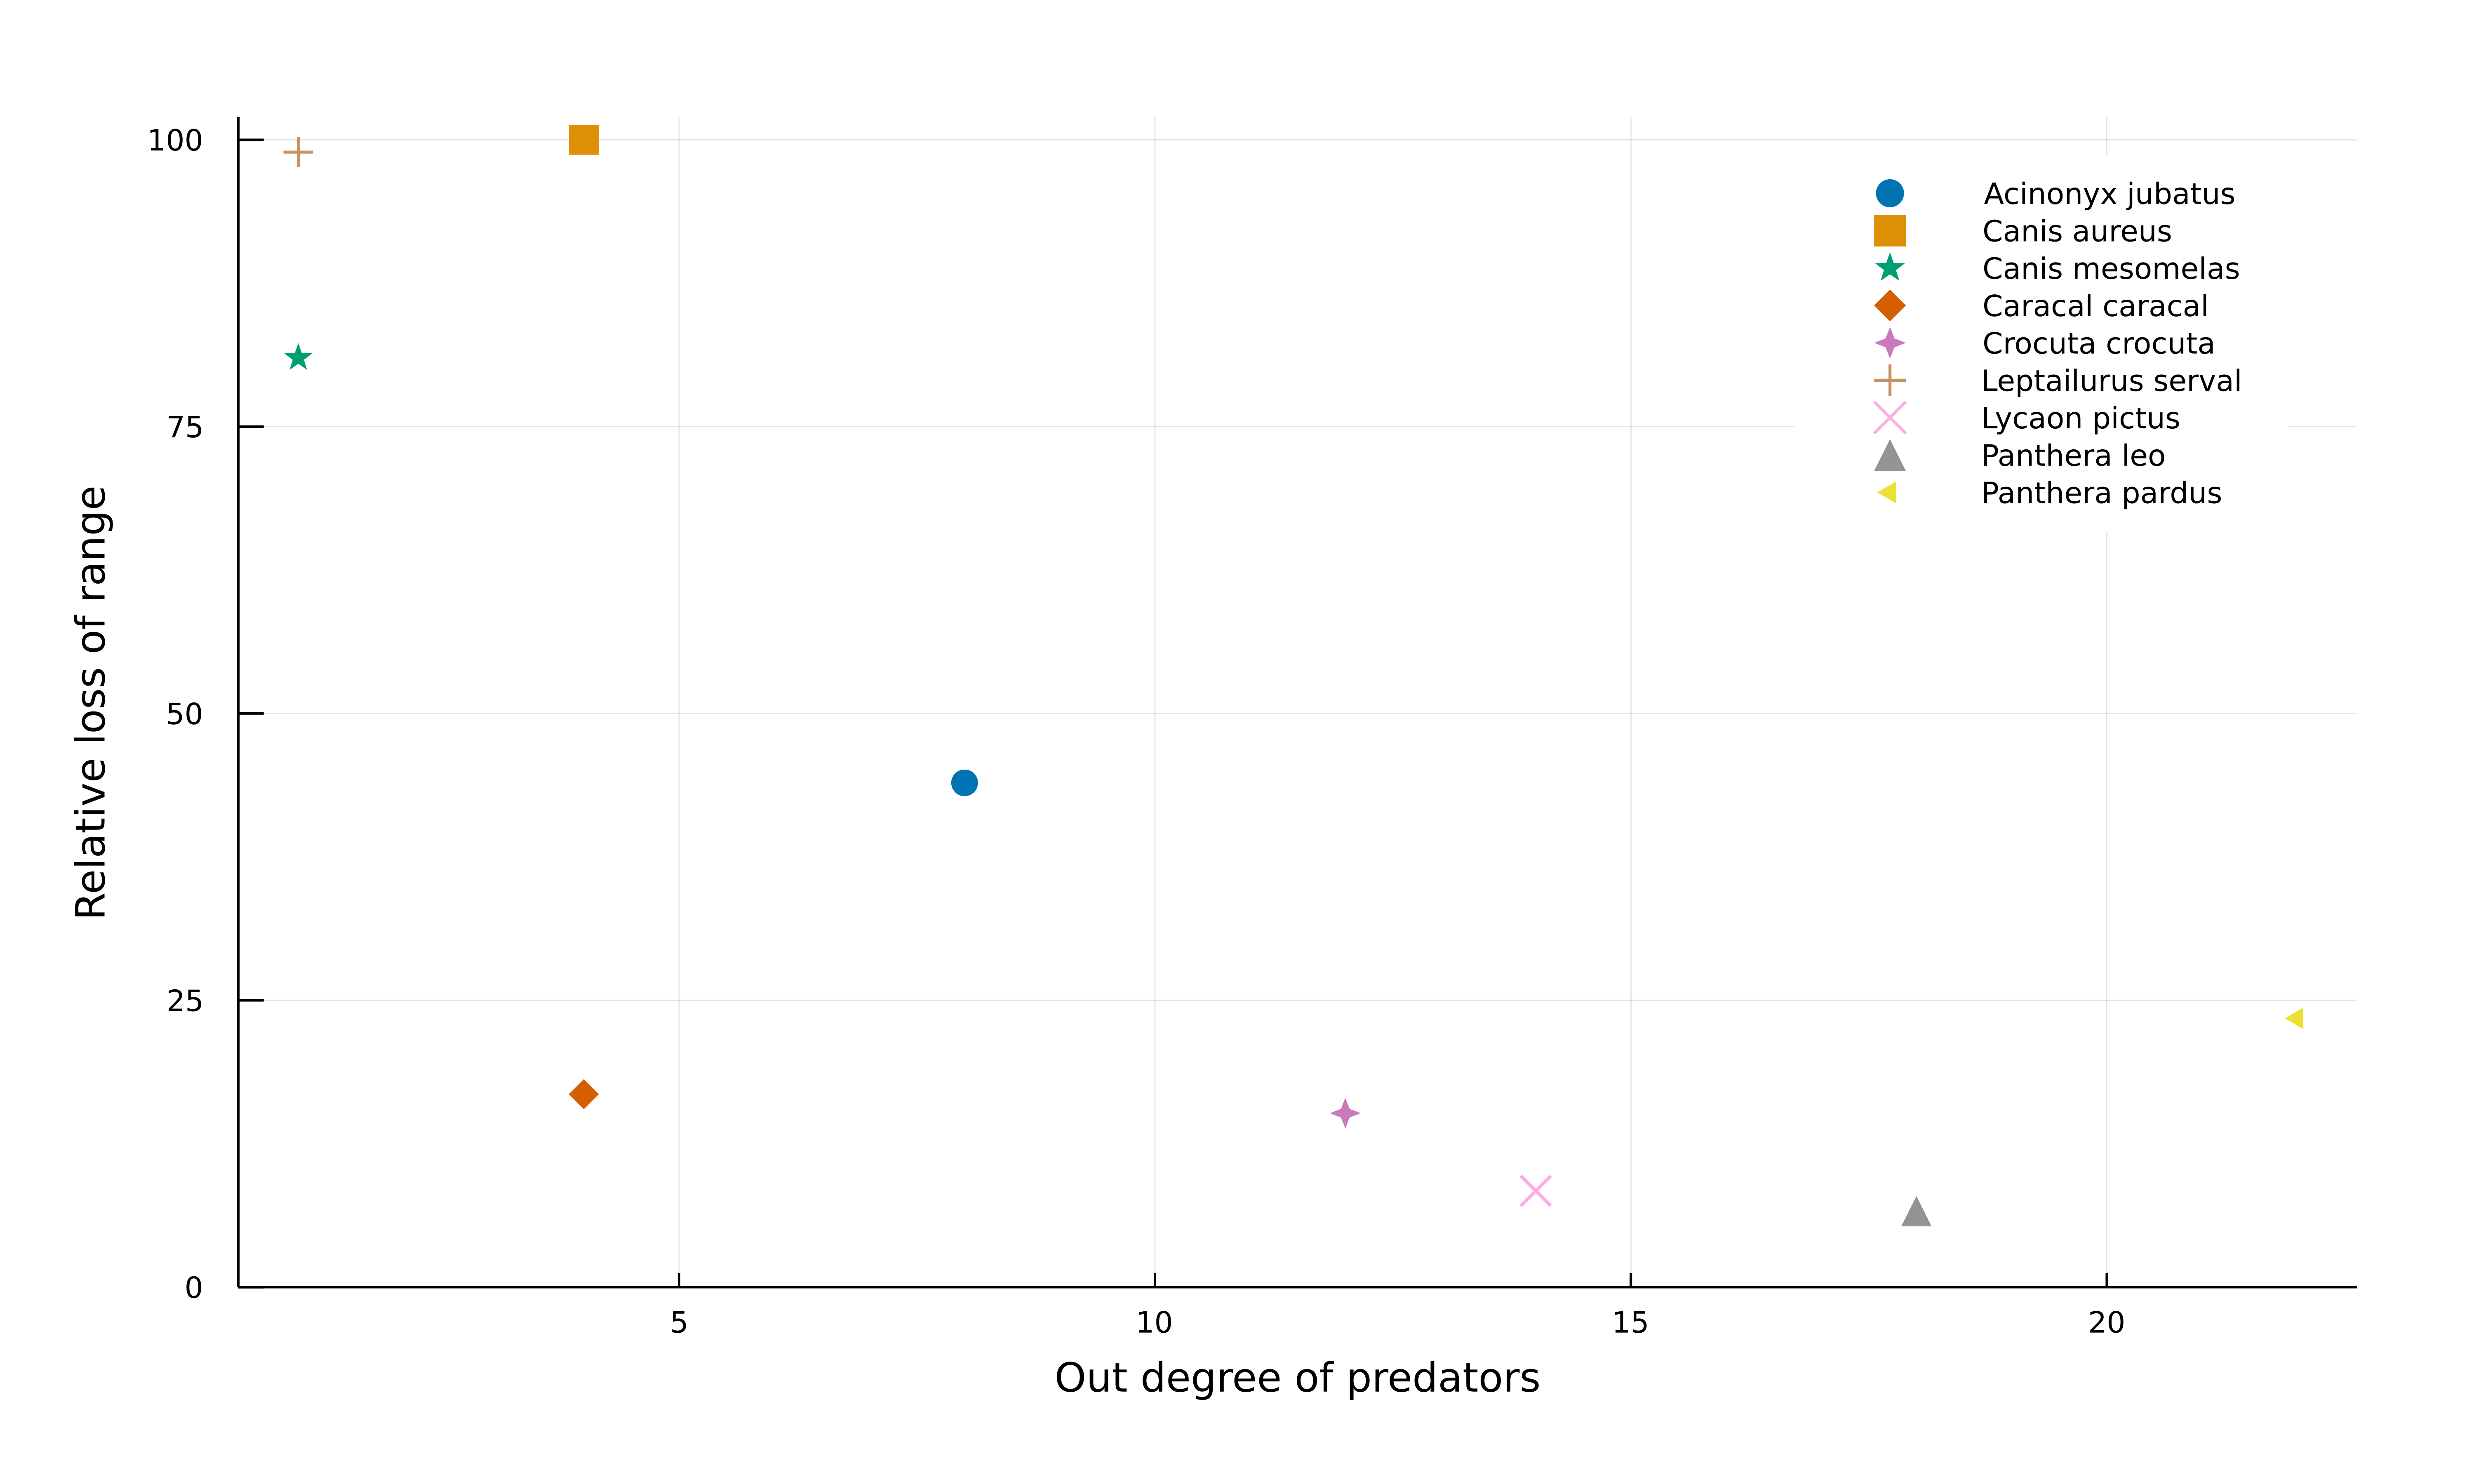 100
75
50
25
0
Relative loss of range
Acinonyx jubatus
Canis aureus
Canis mesomelas
Caracal caracal
Crocuta crocuta
Leptailurus serval
Lycaon pictus
Panthera leo
Panthera pardus
5 10 15 20
Out degree of predators